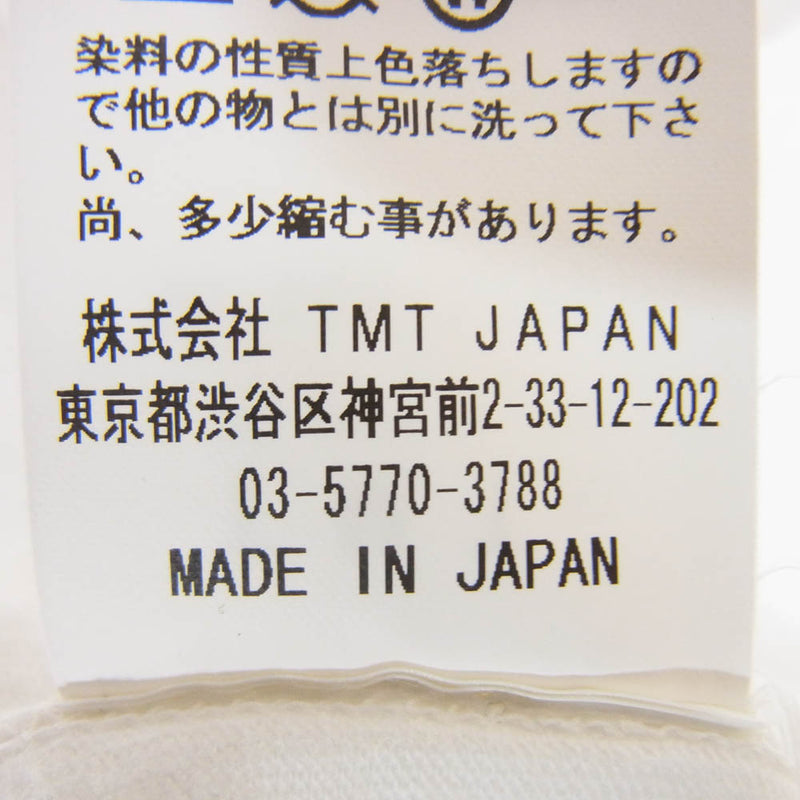 染料の性質上色落ちしますの
で他の物とは別に洗って下さ
い。
尚、多少縮む事があります。
株式会社 TMT JAPAN
東京都渋谷区神宮前2-33-12-202
03-5770-3788
MADE IN JAPAN